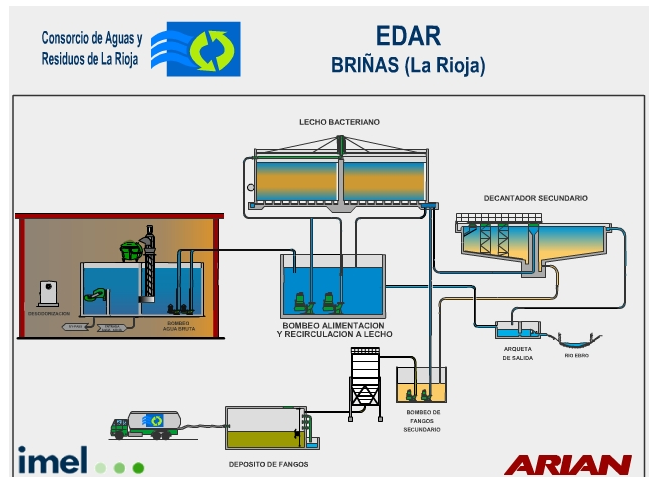 Consorcio de Aguas y
Residuos de La Rioja
EDAR
BRIÑAS (La Rioja)
LECHO BACTERIANO
DECANTADOR SECUNDARIO
DESODORIZACION
BYPASS
BOMBEO
AGUA BRUTA
BOMBEO ALIMENTACION
Y RECIRCULACION A LECHO
ARQUETA
DE SALIDA
RIO EBRO
BOMBEO DE
FANGOS
SECUNDARIO
DEPOSITO DE FANGOS
imel
ARIAN